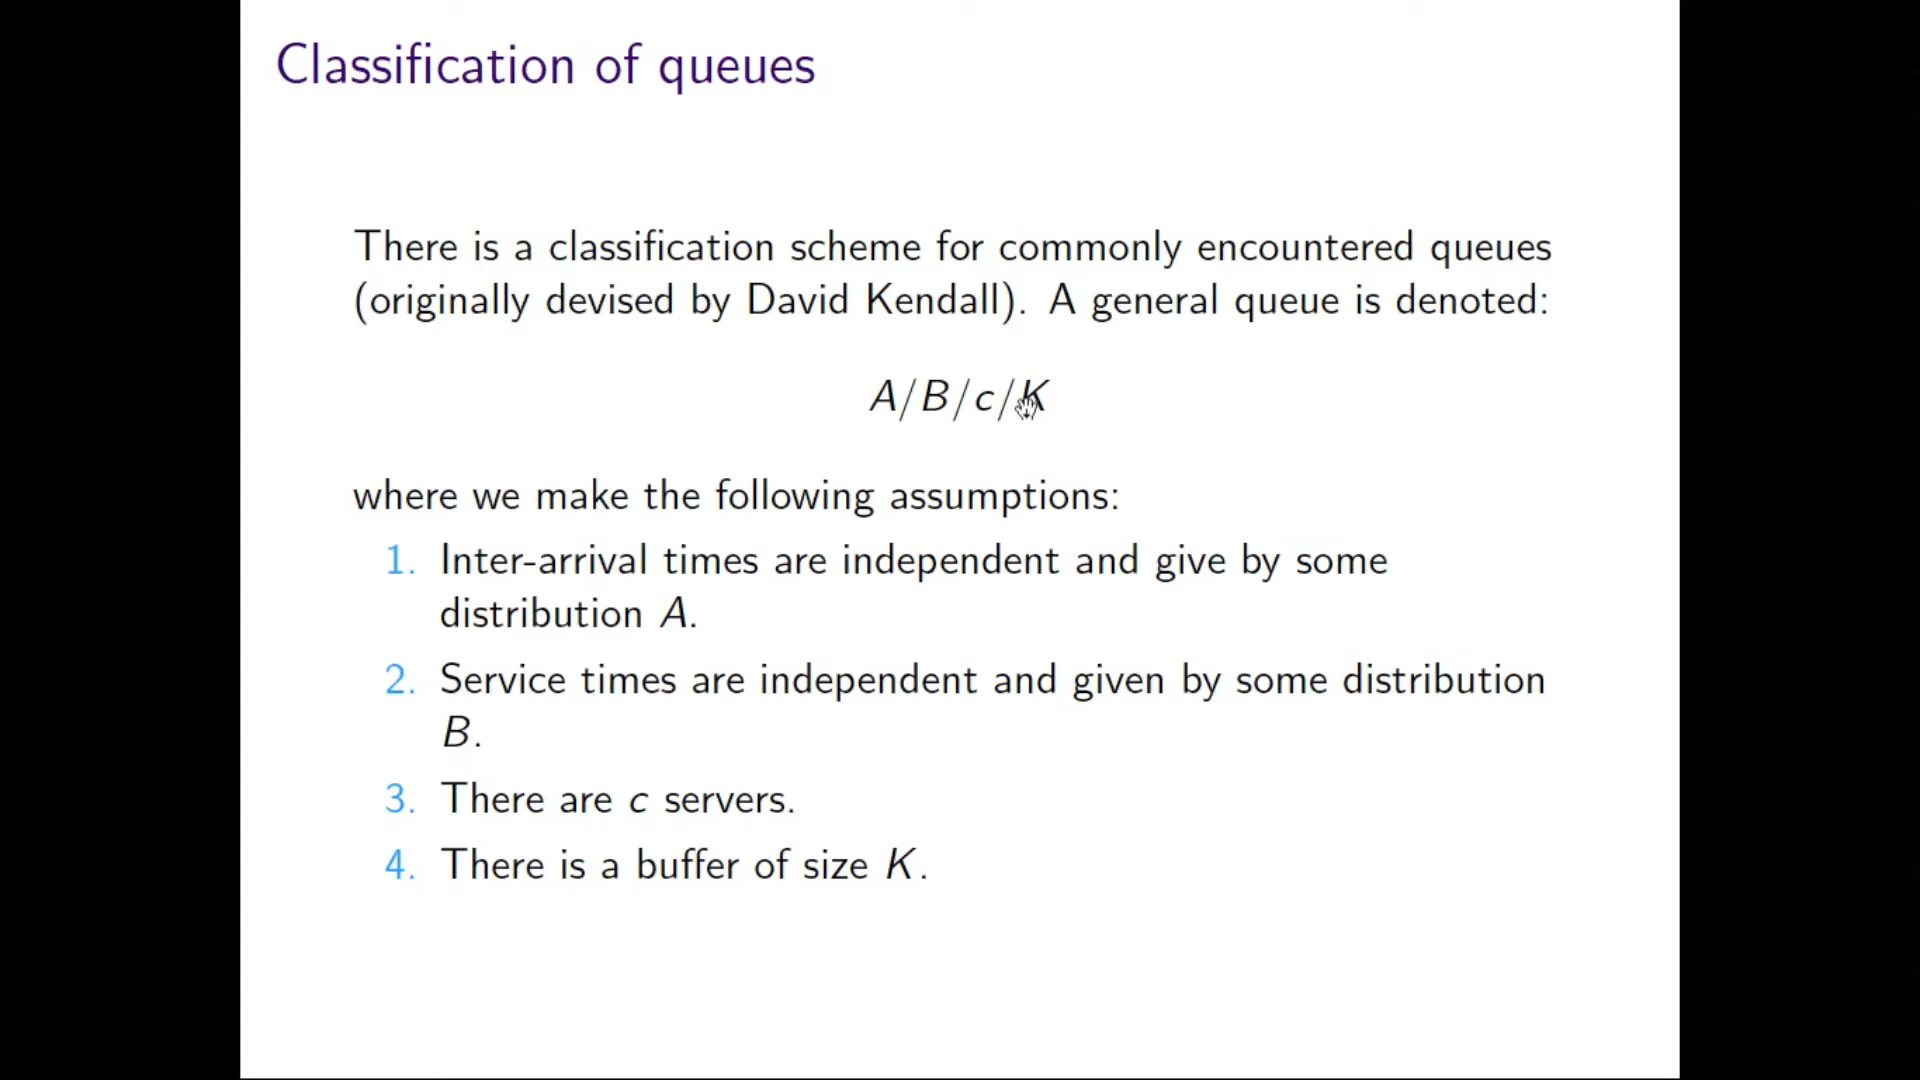 Classification of queues
There is a classification scheme for commonly encountered queues
(originally devised by David Kendall). A general queue is denoted:
A/B/c/K
where we make the following assumptions:
1. Inter-arrival times are independent and give by some
distribution A.
2. Service times are independent and given by some distribution
B.
3. There are c servers.
4. There is a buffer of size K.